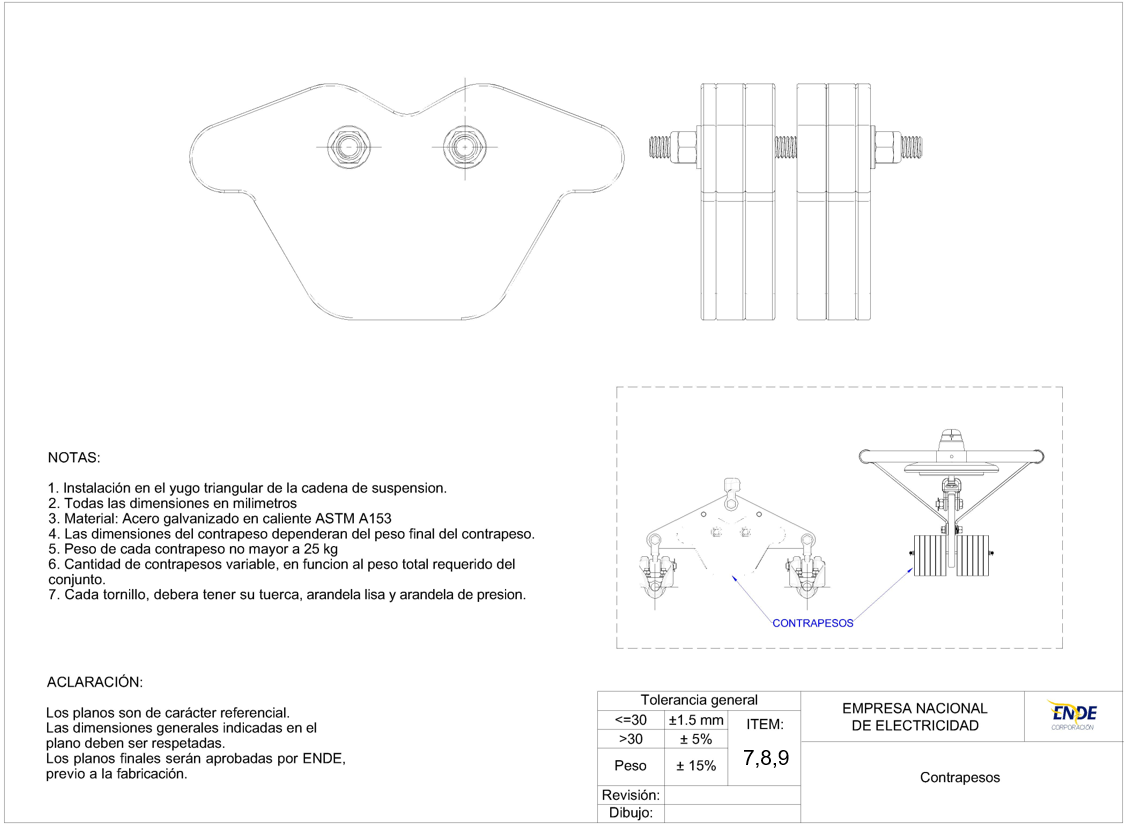 NOTAS:
1. Instalación en el yugo triangular de la cadena de suspension.
2. Todas las dimensiones en milimetros
3. Material: Acero galvanizado en caliente ASTM A153
4. Las dimensiones del contrapeso dependeran del peso final del contrapeso.
5. Peso de cada contrapeso no mayor a 25 kg
6. Cantidad de contrapesos variable, en funcion al peso total requerido del
conjunto.
7. Cada tornillo, debera tener su tuerca, arandela lisa y arandela de presion.
CONTRAPESOS
ACLARACIÓN:
Los planos son de carácter referencial.
Las dimensiones generales indicadas en el
plano deben ser respetadas.
Los planos finales serán aprobadas por ENDE,
previo a la fabricación.
Tolerancia general
<=30 ±1.5 mm
>30 ± 5%
Peso ± 15%
ITEM:
7,8,9
Revisión:
Dibujo:
EMPRESA NACIONAL
DE ELECTRICIDAD
ENDE
CORPORACIÓN
Contrapesos